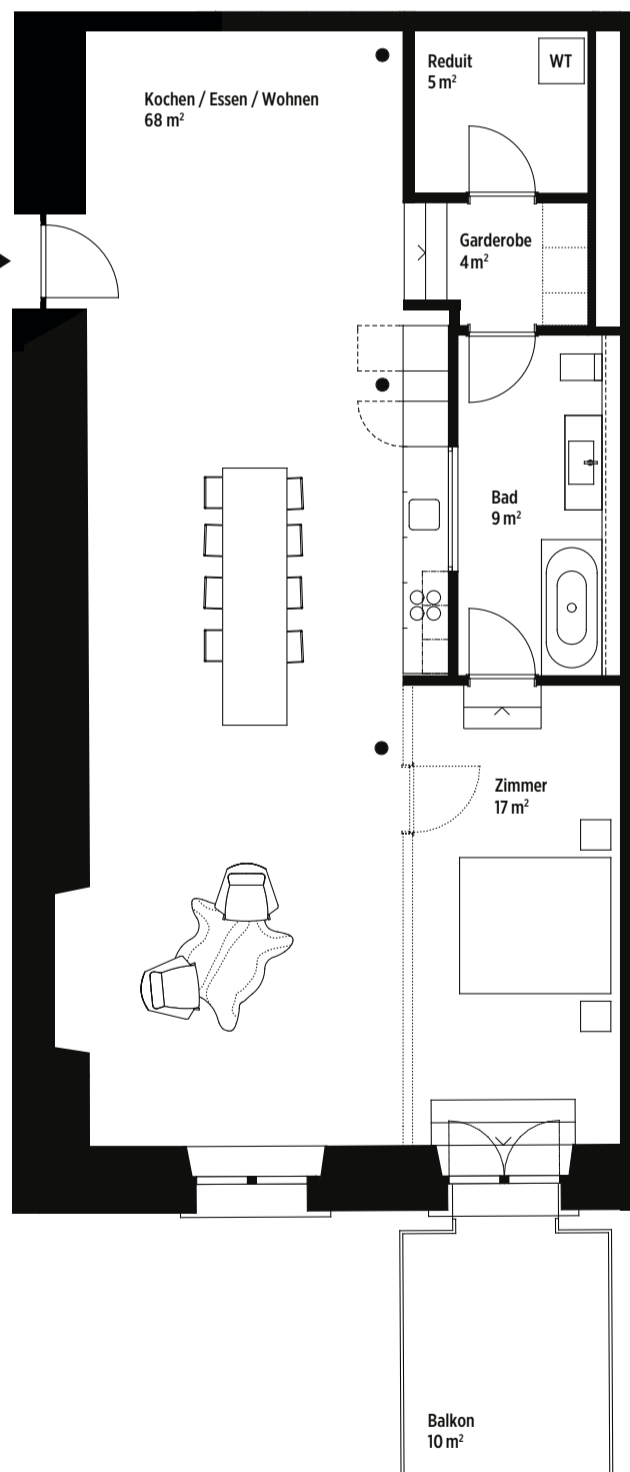 Kochen / Essen / Wohnen
68 m²
Reduit
5 m²
WT
Garderobe
4 m²
Bad
9 m²
Zimmer
17 m²
Balkon
10 m²